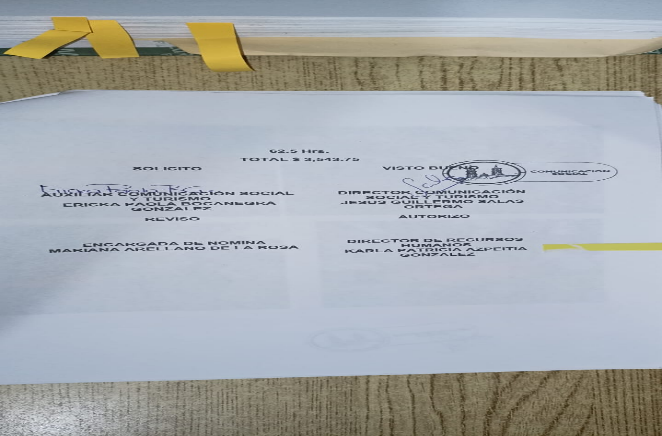 62.5 Hrs.
TOTAL $ 3,543.75
SOLICITO
VISTO BUENO
COMUNICACION SOCIAL
AUXILIAR COMUNICACIÓN SOCIAL
Y TURISMO
ERICKA PAOLA BOCANEGRA
GONZALEZ
DIRECTOR COMUNICACIÓN
SOCIAL Y TURISMO
JESUS GUILLERMO SALAS
ORTEGA
REVISO
AUTORIZO
ENCARGADA DE NOMINA
MARIANA ARELLANO DE LA ROSA
DIRECTOR DE RECURSOS
HUMANOS
KARLA PATRICIA AZPEITIA
GONZALEZ